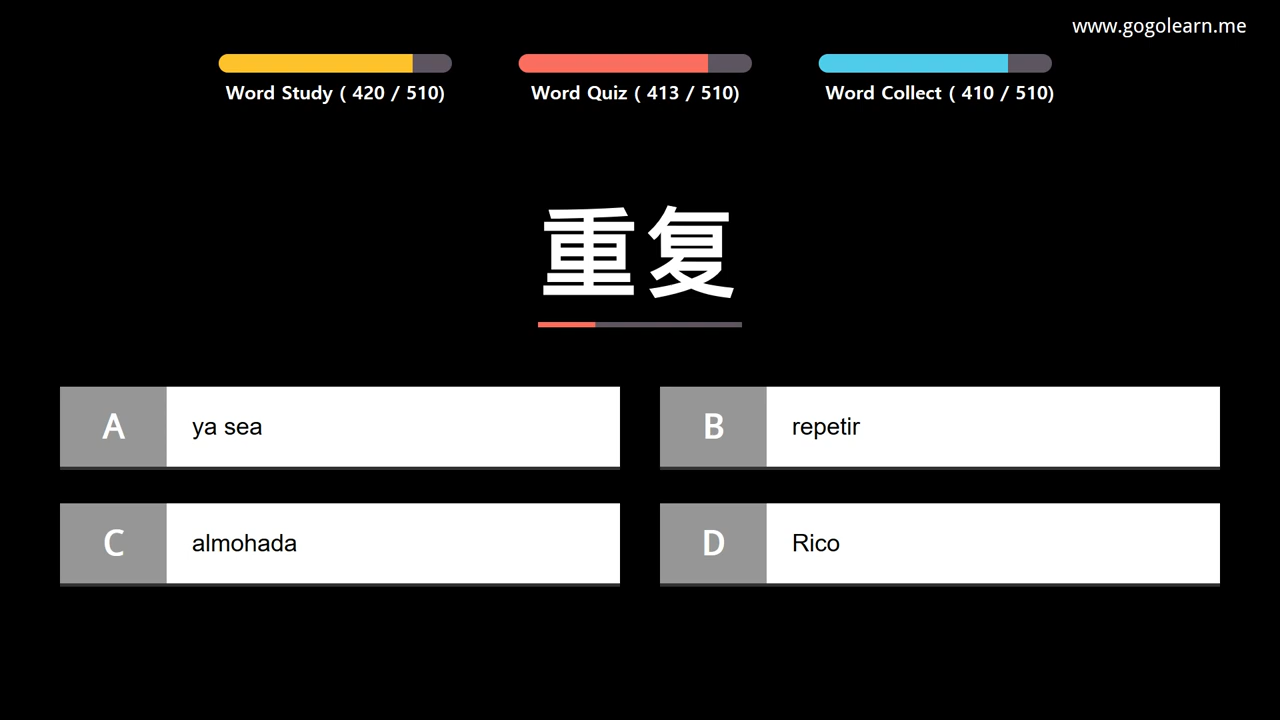 www.gogolearn.me
Word Study ( 420 / 510)
Word Quiz ( 413 / 510)
Word Collect ( 410 / 510)
重复
A
ya sea
B
repetir
C
almohada
D
Rico